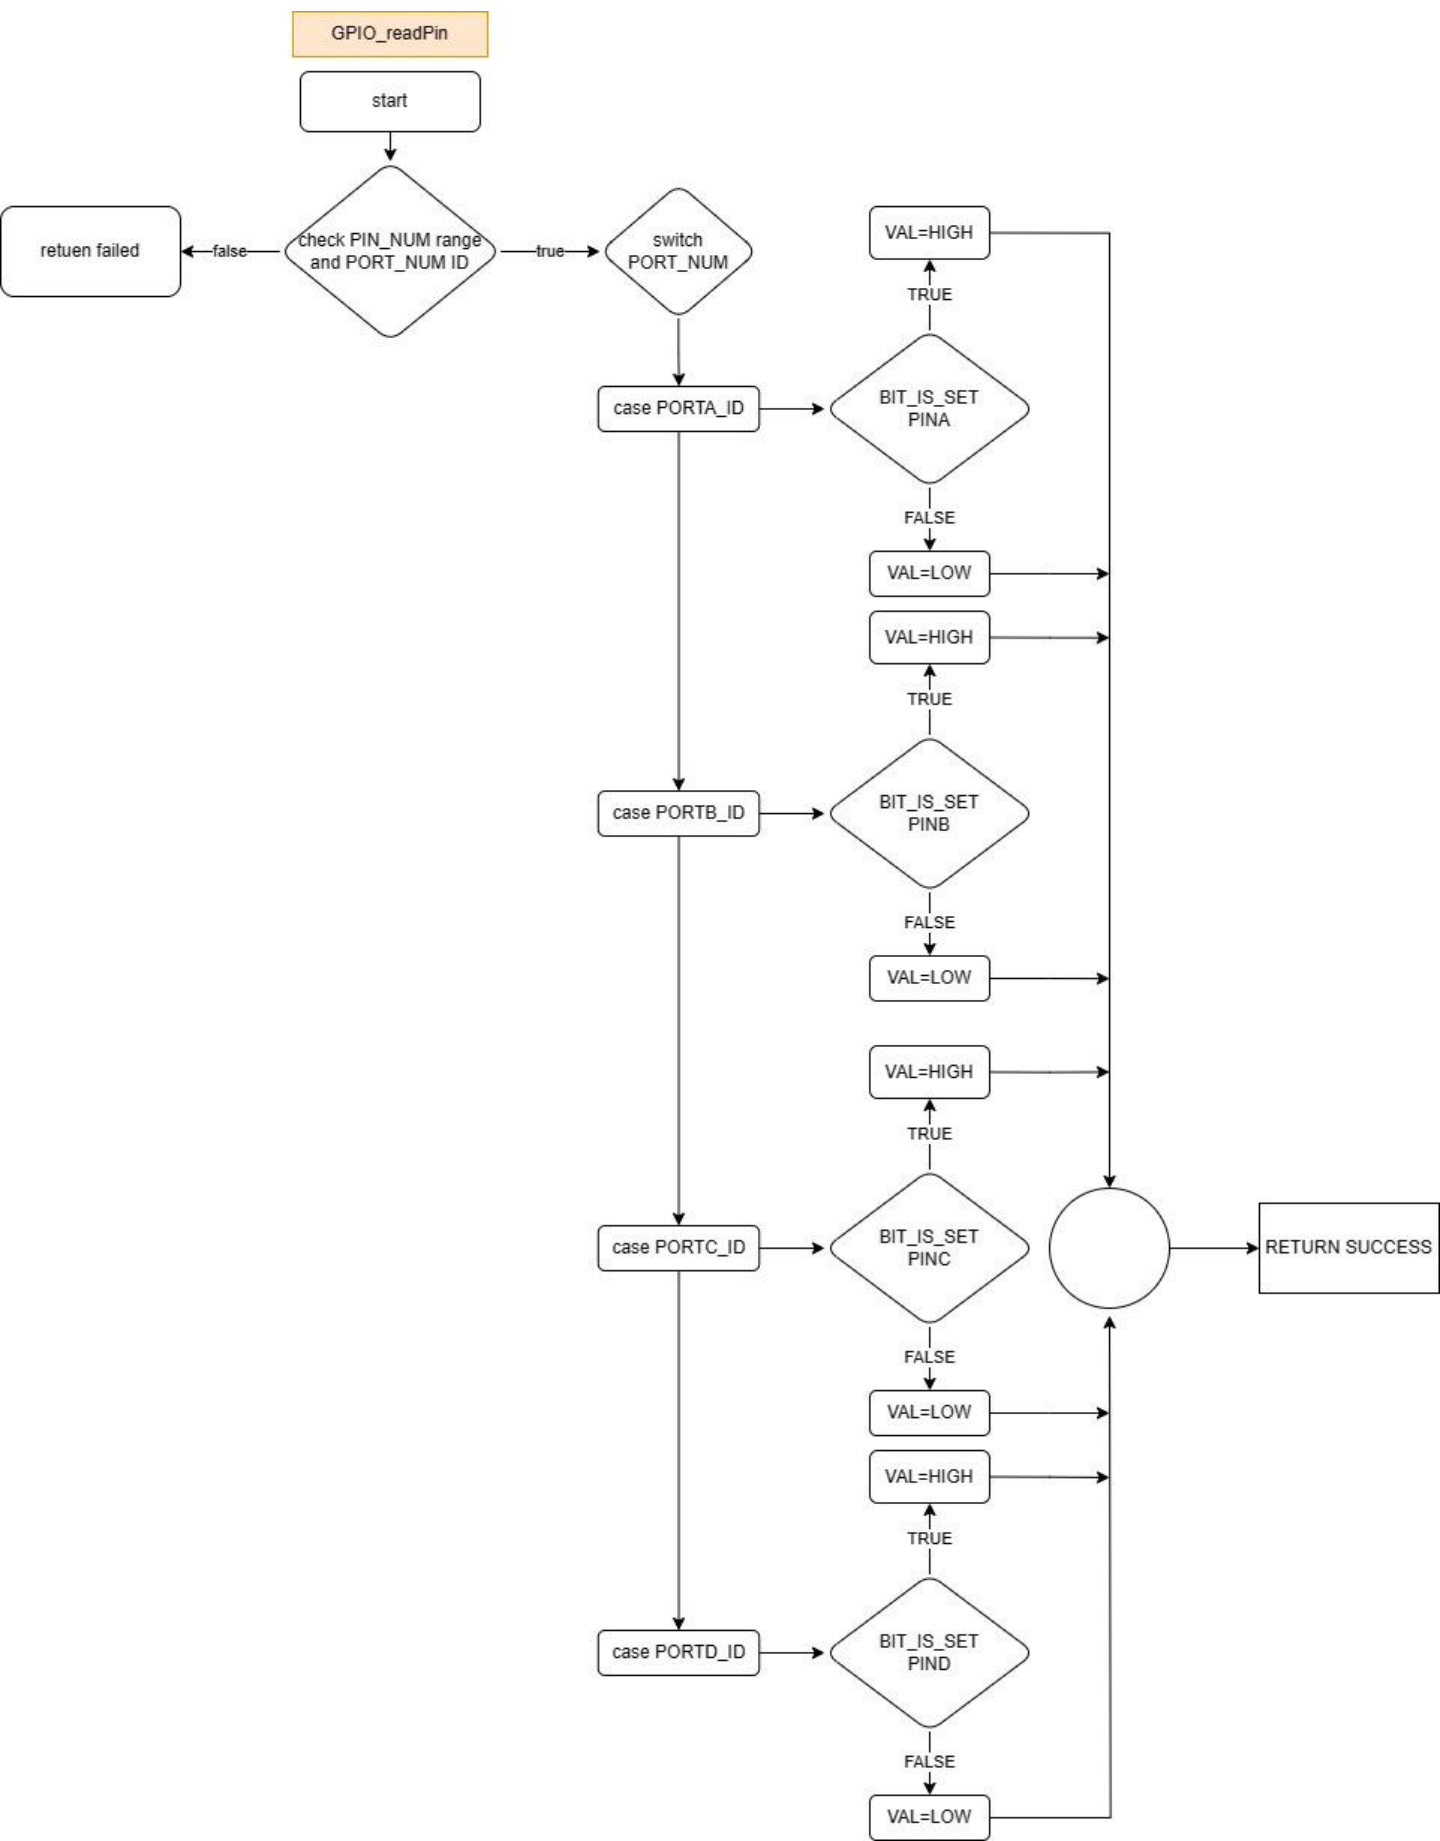 GPIO_readPin
start
check PIN_NUM range
and PORT_NUM ID
false
retuen failed
true
switch
PORT_NUM
case PORTA_ID
BIT_IS_SET
PINA
TRUE
VAL=HIGH
FALSE
VAL=LOW
case PORTB_ID
BIT_IS_SET
PINB
TRUE
VAL=HIGH
FALSE
VAL=LOW
case PORTC_ID
BIT_IS_SET
PINC
TRUE
VAL=HIGH
FALSE
VAL=LOW
case PORTD_ID
BIT_IS_SET
PIND
TRUE
VAL=HIGH
FALSE
VAL=LOW
RETURN SUCCESS